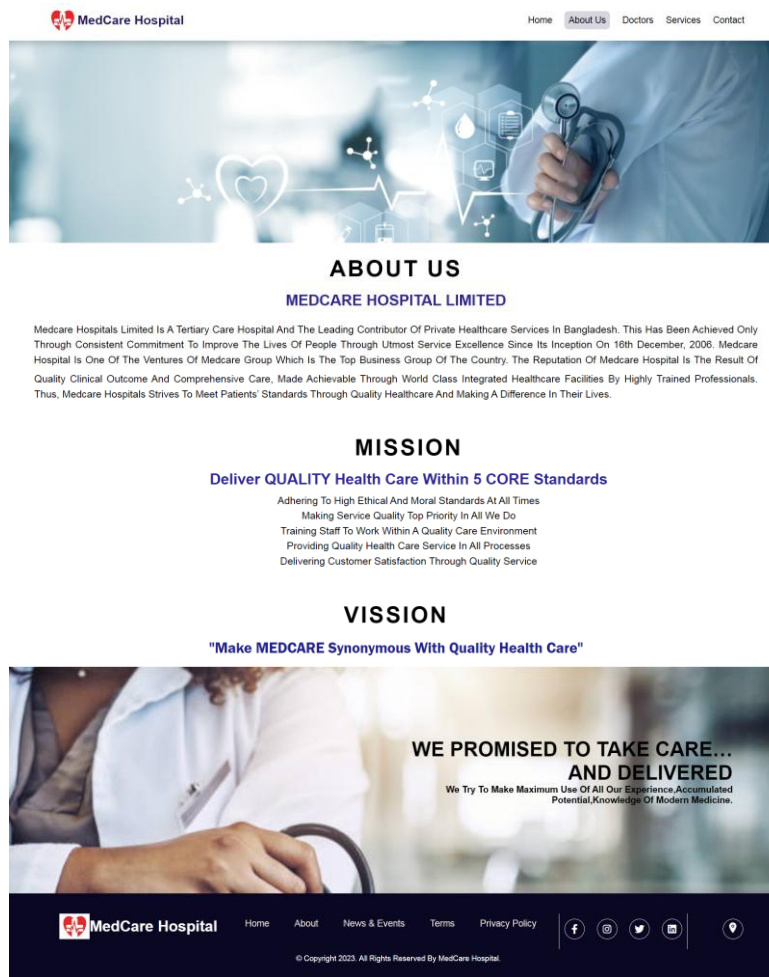 MedCare Hospital
Home About Us Doctors Services Contact
ABOUT US
MEDCARE HOSPITAL LIMITED
Medcare Hospitals Limited Is A Tertiary Care Hospital And The Leading Contributor Of Private Healthcare Services In Bangladesh. This Has Been Achieved Only
Through Consistent Commitment To Improve The Lives Of People Through Utmost Service Excellence Since Its Inception On 16th December, 2006. Medcare
Hospital Is One Of The Ventures Of Medcare Group Which Is The Top Business Group Of The Country. The Reputation Of Medcare Hospital Is The Result Of
Quality Clinical Outcome And Comprehensive Care, Made Achievable Through World Class Integrated Healthcare Facilities By Highly Trained Professionals.
Thus, Medcare Hospitals Strives To Meet Patients' Standards Through Quality Healthcare And Making A Difference In Their Lives.
MISSION
Deliver QUALITY Health Care Within 5 CORE Standards
Adhering To High Ethical And Moral Standards At All Times
Making Service Quality Top Priority In All We Do
Training Staff To Work Within A Quality Care Environment
Providing Quality Health Care Service In All Processes
Delivering Customer Satisfaction Through Quality Service
VISSION
"Make MEDCARE Synonymous With Quality Health Care"
WE PROMISED TO TAKE CARE...
AND DELIVERED
We Try To Make Maximum Use Of All Our Experience,Accumulated
Potential,Knowledge Of Modern Medicine.
MedCare Hospital
Home About News & Events Terms Privacy Policy
© Copyright 2023. All Rights Reserved By MedCare Hospital.